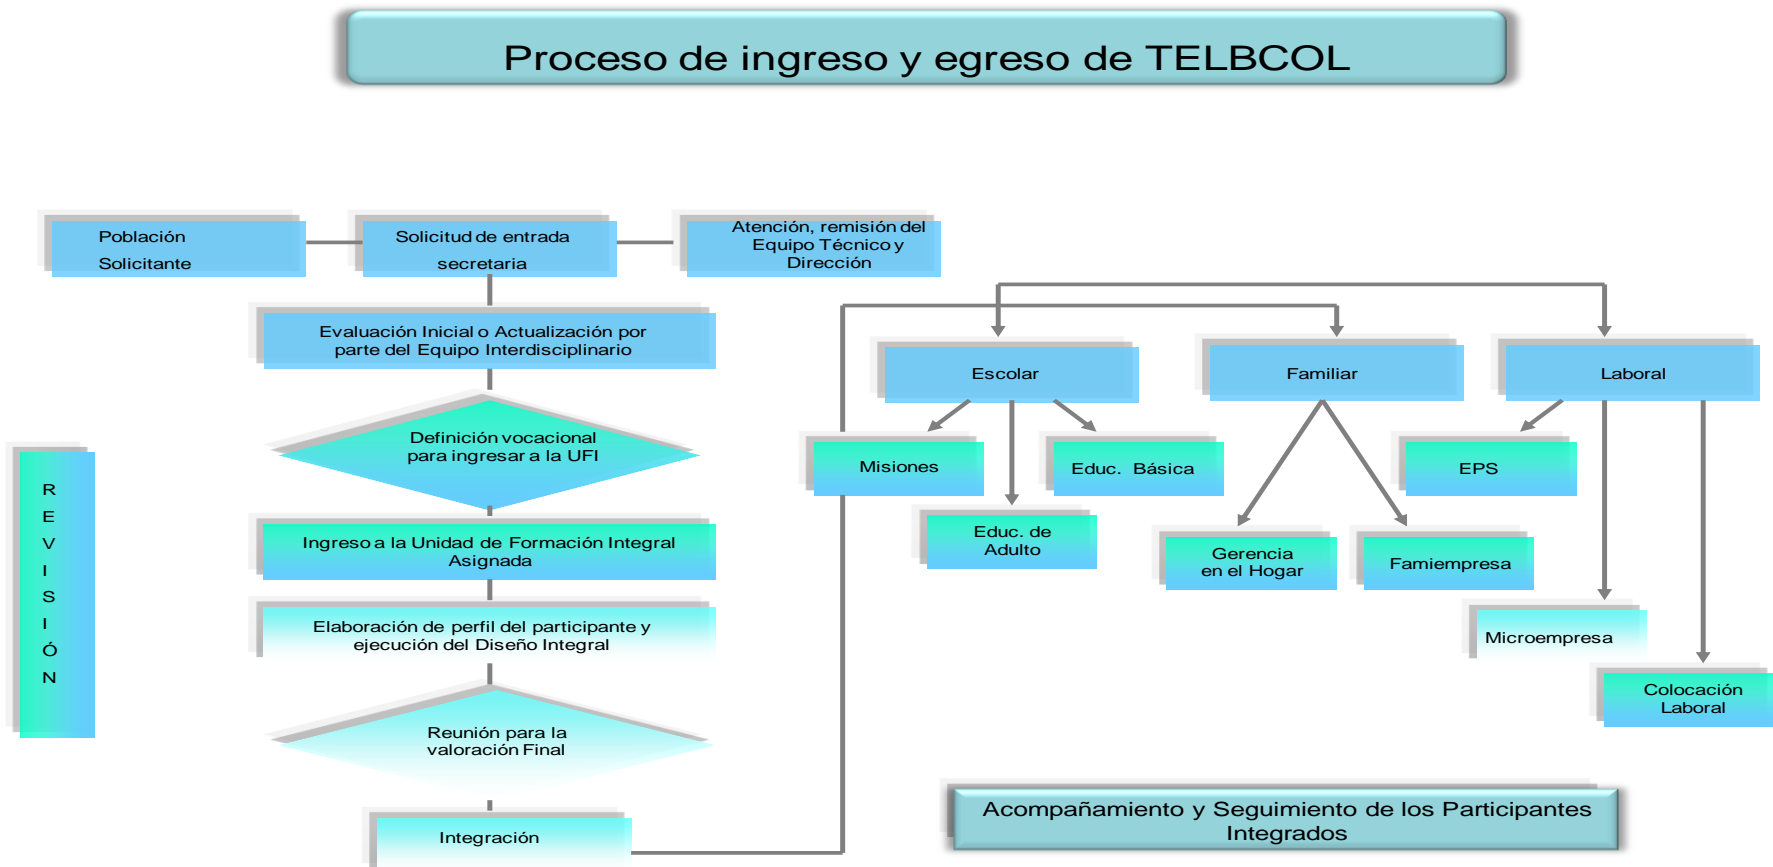 Proceso de ingreso y egreso de TELBCOL
Población
Solicitante
Solicitud de entrada
secretaria
Atención, remisión del
Equipo Técnico y
Dirección
Evaluación Inicial o Actualización por
parte del Equipo Interdisciplinario
Definición vocacional
para ingresar a la UFI
R
E
V
I
S
I
Ó
N
Ingreso a la Unidad de Formación Integral
Asignada
Elaboración de perfil del participante y
ejecución del Diseño Integral
Reunión para la
valoración Final
Integración
Escolar
Familiar
Laboral
Misiones
Educ. Básica
EPS
Educ. de
Adulto
Gerencia
en el Hogar
Famiempresa
Microempresa
Colocación
Laboral
Acompañamiento y Seguimiento de los Participantes
Integrados